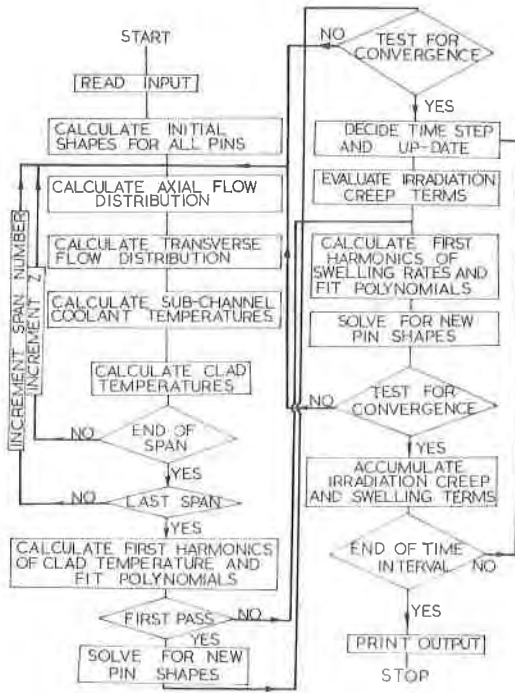 START
READ INPUT
CALCULATE INITIAL
SHAPES FOR ALL PINS
CALCULATE AXIAL FLOW
DISTRIBUTION
CALCULATE TRANSVERSE
FLOW DISTRIBUTION
CALCULATE SUB-CHANNEL
COOLANT TEMPERATURES
CALCULATE CLAD
TEMPERATURES
END OF
SPAN
NO
YES
LAST SPAN
NO
YES
INCREMENT SPAN NUMBER
INCREMENT Z
CALCULATE FIRST HARMONICS
OF CLAD TEMPERATURE AND
FIT POLYNOMIALS
FIRST PASS
NO
YES
SOLVE FOR NEW
PIN SHAPES
TEST FOR
CONVERGENCE
NO
YES
DECIDE TIME STEP
AND UP-DATE
EVALUATE IRRADIATION
CREEP TERMS
CALCULATE FIRST
HARMONICS OF
SWELLING RATES AND
FIT POLYNOMIALS
SOLVE FOR NEW
PIN SHAPES
TEST FOR
CONVERGENCE
NO
YES
ACCUMULATE
IRRADIATION CREEP
AND SWELLING TERMS
END OF TIME
INTERVAL
NO
YES
PRINT OUTPUT
STOP